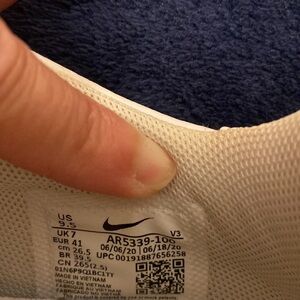 US
9.5
V3
UK 7
AR5339-100
EUR 41
06/06/20
06/18/20
cm 26.5
UPC 00191887656258
BR 39.5
CN 265(2.5)
MADE IN VIETNAM